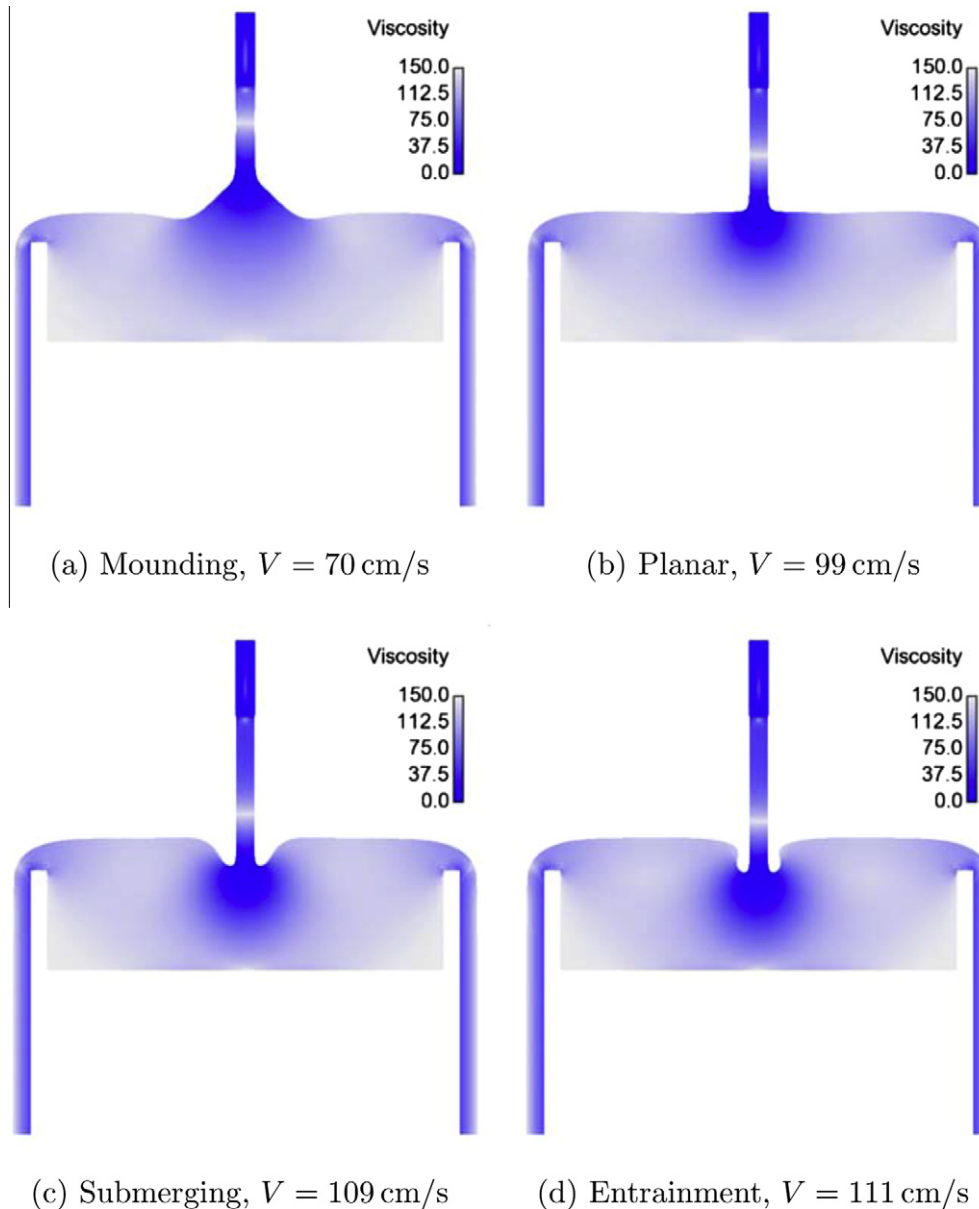 Viscosity
150.0
112.5
75.0
37.5
0.0
Viscosity
150.0
112.5
75.0
37.5
0.0
(a) Mounding, V = 70 cm/s
(b) Planar, V = 99 cm/s
Viscosity
150.0
112.5
75.0
37.5
0.0
Viscosity
150.0
112.5
75.0
37.5
0.0
(c) Submerging, V = 109 cm/s
(d) Entrainment, V = 111 cm/s